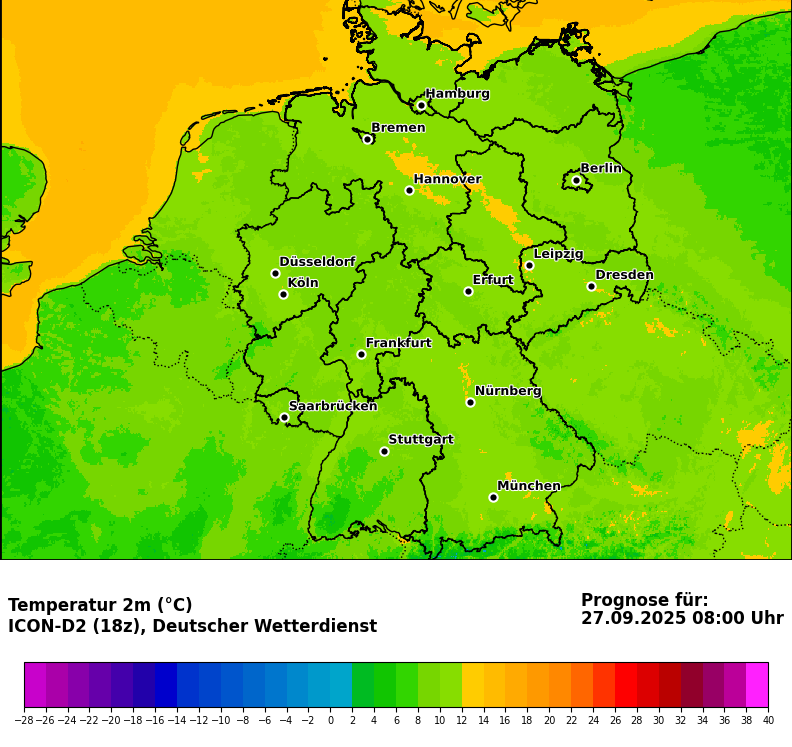 Hamburg
Bremen
Berlin
Hannover
Leipzig
Düsseldorf
Dresden
Köln
Erfurt
Frankfurt
Nürnberg
Saarbrücken
Stuttgart
München
Temperatur 2m (°C)
ICON-D2 (18z), Deutscher Wetterdienst
Prognose für:
27.09.2025 08:00 Uhr
−28 −26 −24 −22 −20 −18 −16 −14 −12 −10 −8 −6 −4 −2 0 2 4 6 8 10 12 14 16 18 20 22 24 26 28 30 32 34 36 38 40